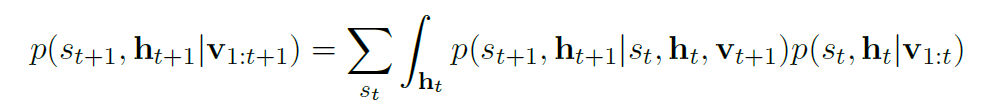 p(s_{t+1}, \mathbf{h}_{t+1}|\mathbf{v}_{1:t+1}) = \sum_{s_t} \int_{\mathbf{h}_t} p(s_{t+1}, \mathbf{h}_{t+1}|s_t, \mathbf{h}_t, \mathbf{v}_{t+1})p(s_t, \mathbf{h}_t|\mathbf{v}_{1:t})